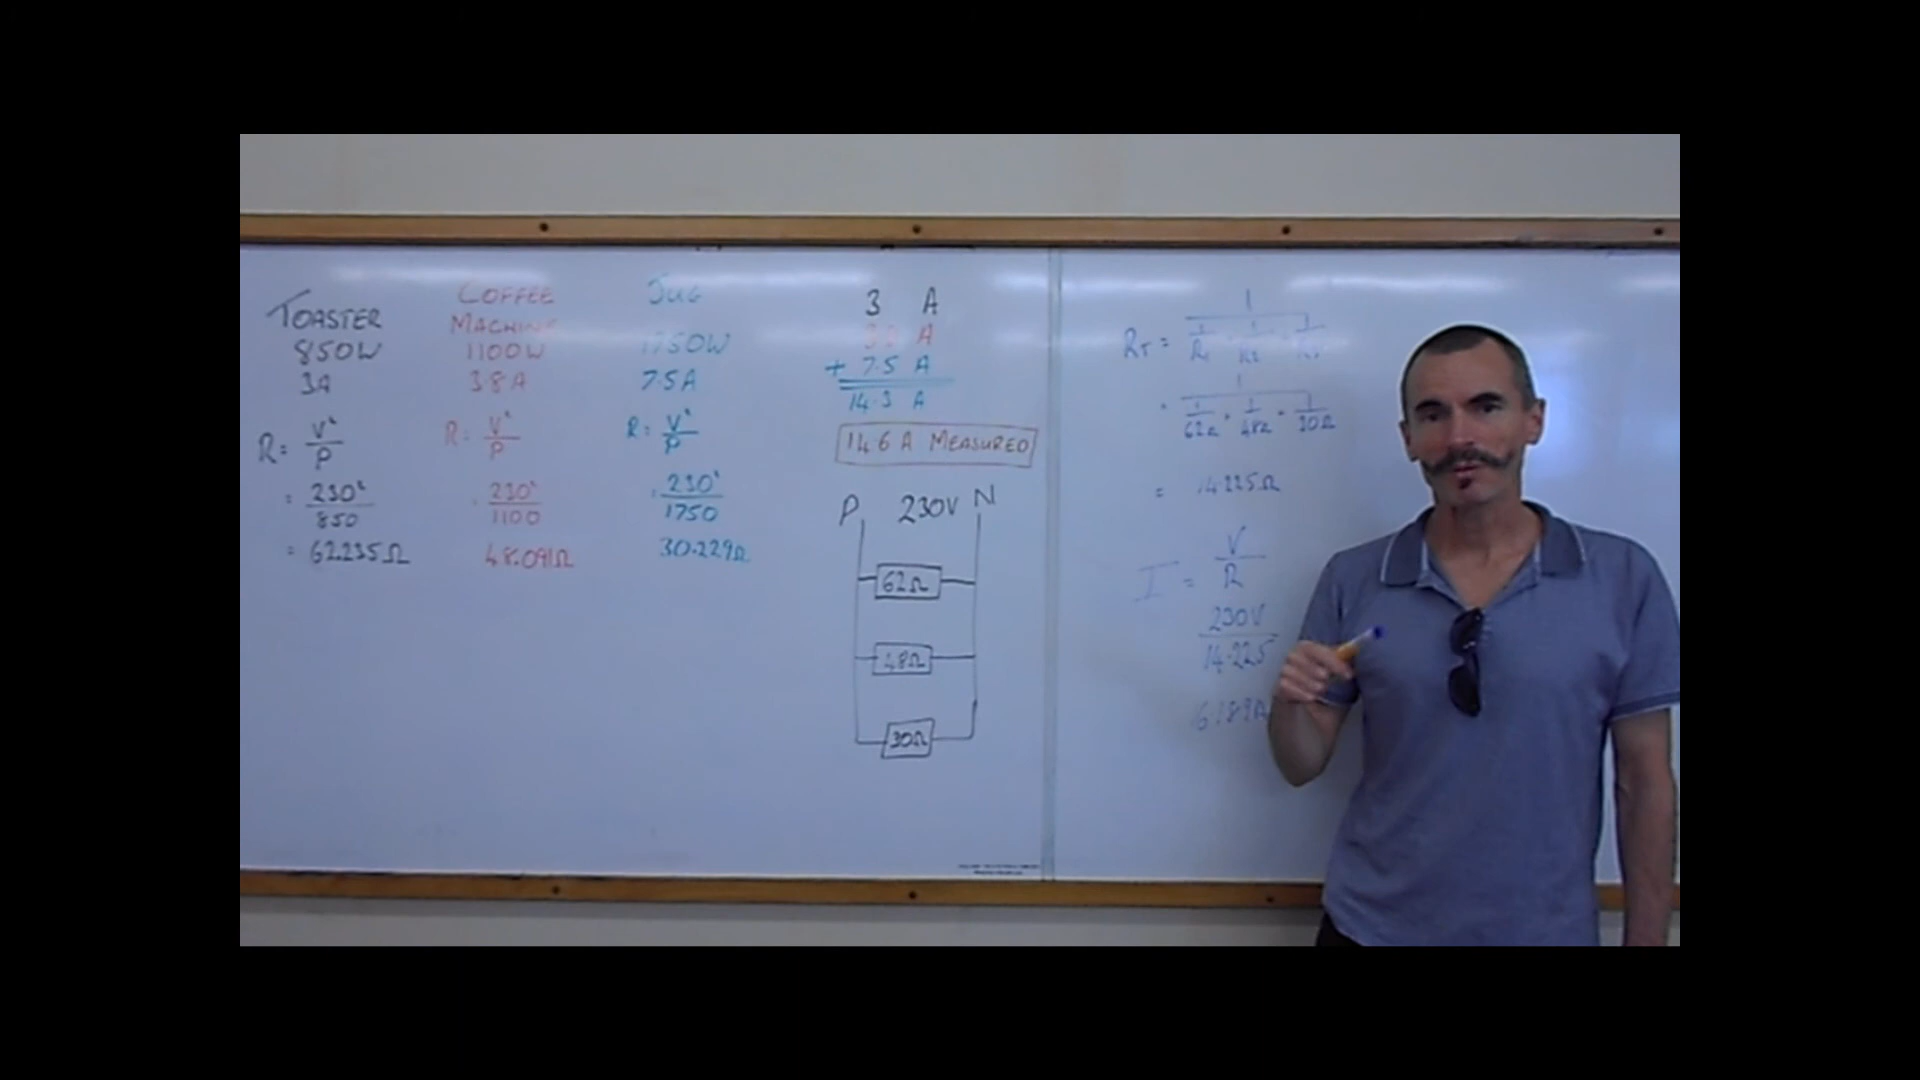 TOASTER
850W
3A
R = V²/P
= 230²/850
= 62.235Ω
COFFEE
MACHINE
1100W
3.8A
R = V²/P
= 230²/1100
48.091Ω
JUG
1750W
7.5A
R = V²/P
= 230²/1750
30.229Ω
3 A
A
+ 7.5 A
14.3 A
14.6 A MEASURED
P 230V N
62Ω
48Ω
30Ω
R_T = 1/(1/R₁ + 1/R₂ + 1/R₃)
= 1/(1/62Ω + 1/48Ω + 1/30Ω)
= 14.225Ω
I = V/R
230V/14.225